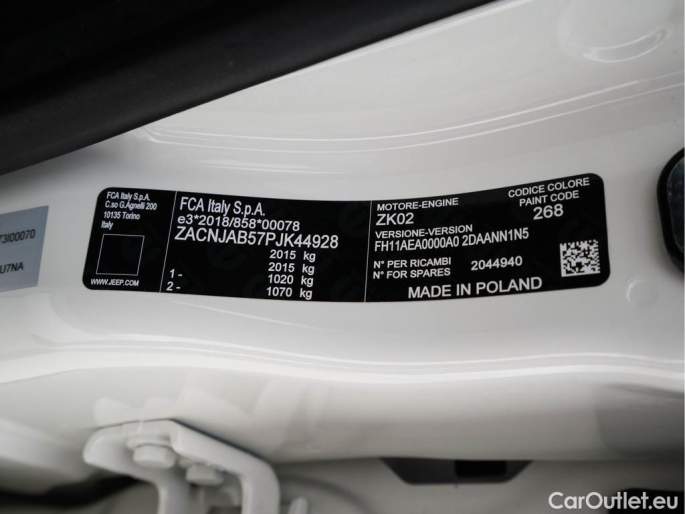 FCA Italy S.p.A.
C.so G.Agnelli 200
10135 Torino
Italy
WWW.JEEP.COM
FCA Italy S.p.A.
e3*2018/858*00078
ZACNJAB57PJK44928
2015 kg
2015 kg
1 - 1020 kg
2 - 1070 kg
MOTORE-ENGINE
ZK02
VERSIONE-VERSION
FH11AEA0000A0 2DAANN1N5
N° PER RICAMBI
N° FOR SPARES 2044940
MADE IN POLAND
CODICE COLORE
PAINT CODE
268
CarOutlet.eu